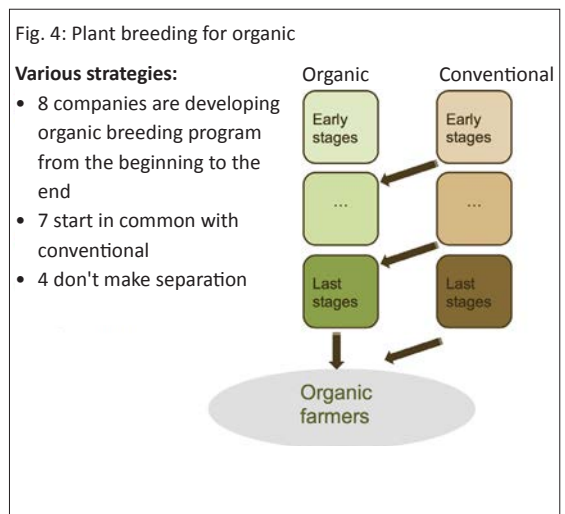 Fig. 4: Plant breeding for organic
Various strategies:
• 8 companies are developing
organic breeding program
from the beginning to the
end
• 7 start in common with
conventional
• 4 don't make separation
Organic
Conventional
Early
stages
Early
stages
...
...
Last
stages
Last
stages
Organic
farmers